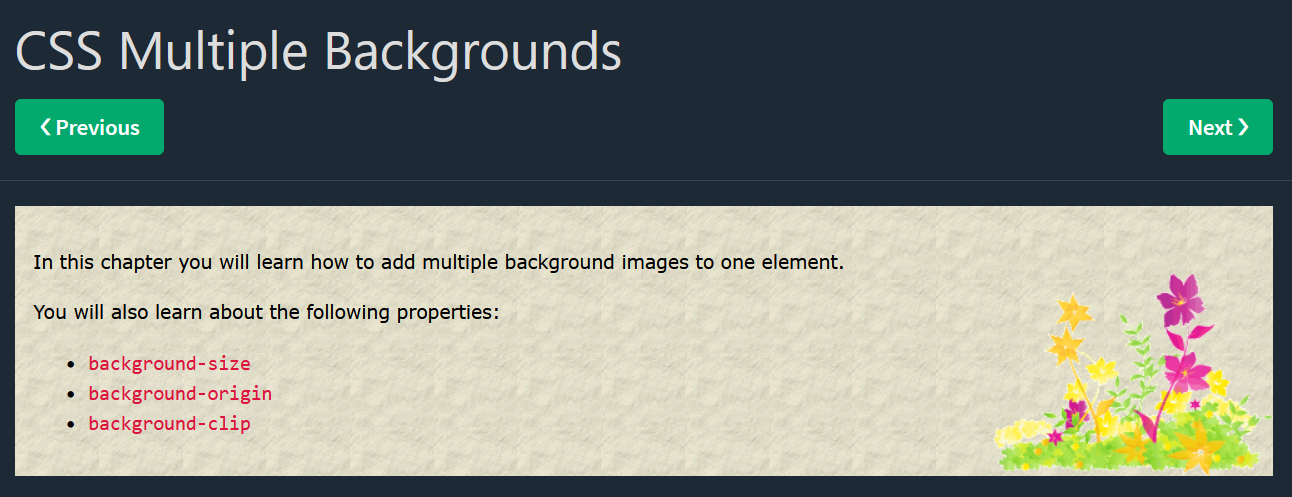 CSS Multiple Backgrounds
❮ Previous
Next ❯
In this chapter you will learn how to add multiple background images to one element.
You will also learn about the following properties:
• background-size
• background-origin
• background-clip